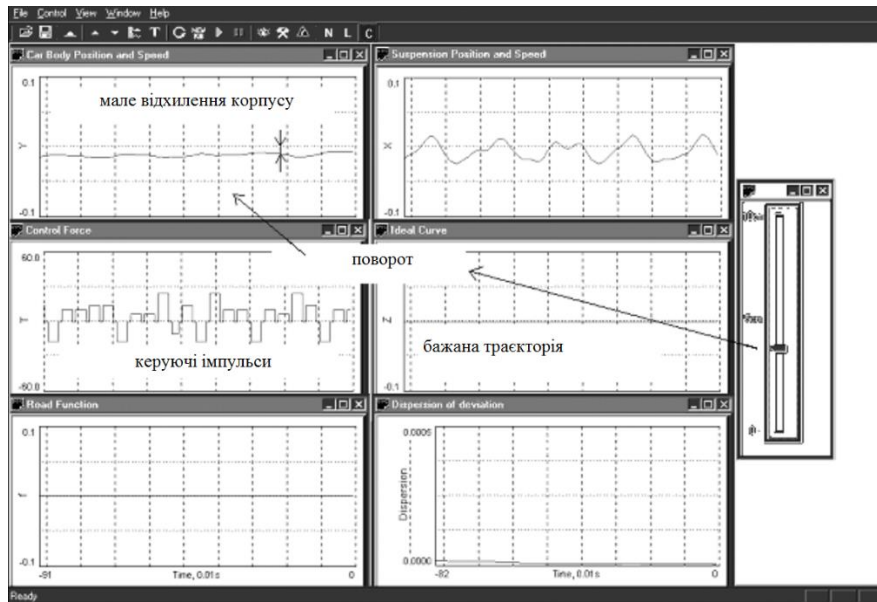 File Control View Window Help
T N L C
Car Body Position and Speed
Suspension Position and Speed
0.1
мале відхилення корпусу
Y
-0.1
0.1
X
-0.1
Control Force
Ideal Curve
60.0
поворот
T
керуючі імпульси
-60.0
Z
бажана траєкторія
-0.1
Road Function
Dispersion of deviation
0.1
-0.1
-91 Time, 0.01s 0
0.0005
Dispersion
0.0000
-82 Time, 0.01s 0
Ready